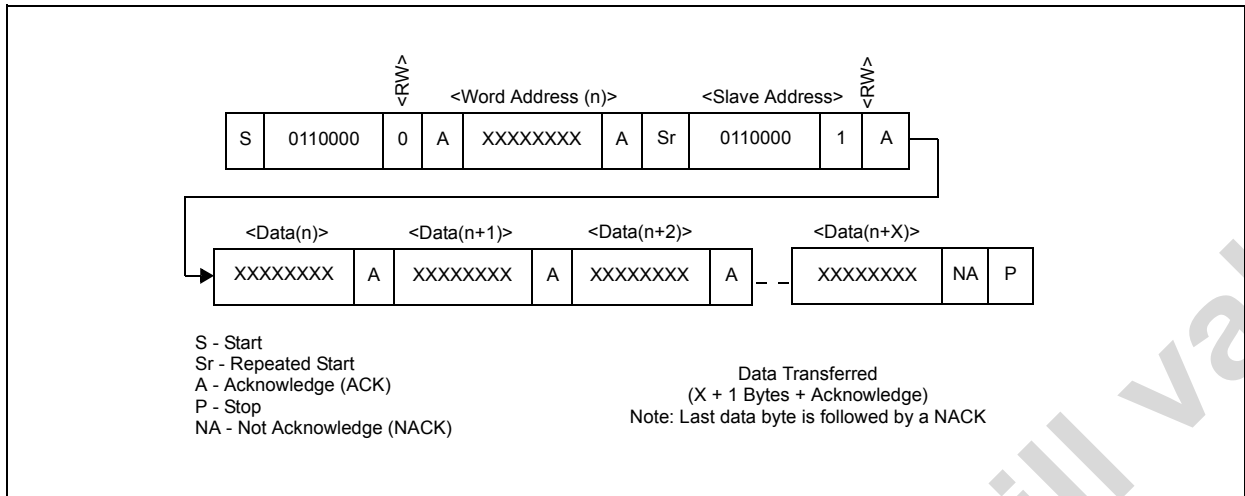 <RW>
<Word Address (n)>
<Slave Address>
<RW>
S 0110000 0 A XXXXXXXX A Sr 0110000 1 A
<Data(n)> <Data(n+1)> <Data(n+2)> <Data(n+X)>
XXXXXXXX A XXXXXXXX A XXXXXXXX A XXXXXXXX NA P
S - Start
Sr - Repeated Start
A - Acknowledge (ACK)
P - Stop
NA - Not Acknowledge (NACK)
Data Transferred
(X + 1 Bytes + Acknowledge)
Note: Last data byte is followed by a NACK